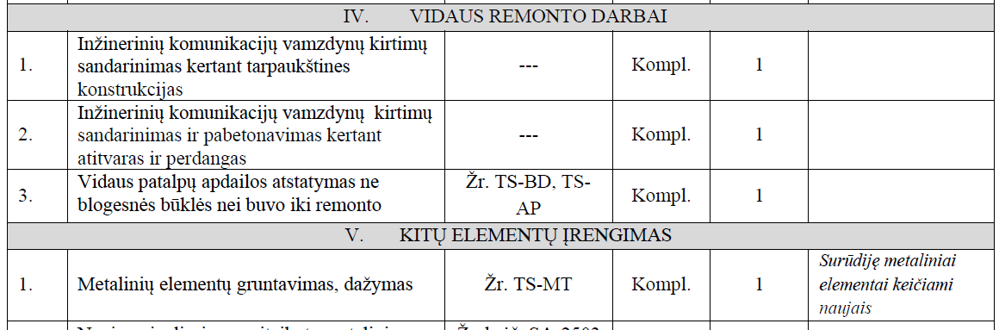 IV. VIDAUS REMONTO DARBAI
1.
Inžinerinių komunikacijų vamzdynų kirtimų
sandarinimas kertant tarpaukštines
konstrukcijas
---
Kompl.
1
2.
Inžinerinių komunikacijų vamzdynų kirtimų
sandarinimas ir pabetonavimas kertant
atitvaras ir perdangas
---
Kompl.
1
3.
Vidaus patalpų apdailos atstatymas ne
blogesnės būklės nei buvo iki remonto
Žr. TS-BD, TS-
AP
Kompl.
1
V. KITŲ ELEMENTŲ ĮRENGIMAS
1.
Metalinių elementų gruntavimas, dažymas
Žr. TS-MT
Kompl.
1
Surūdiję metaliniai
elementai keičiami
naujais